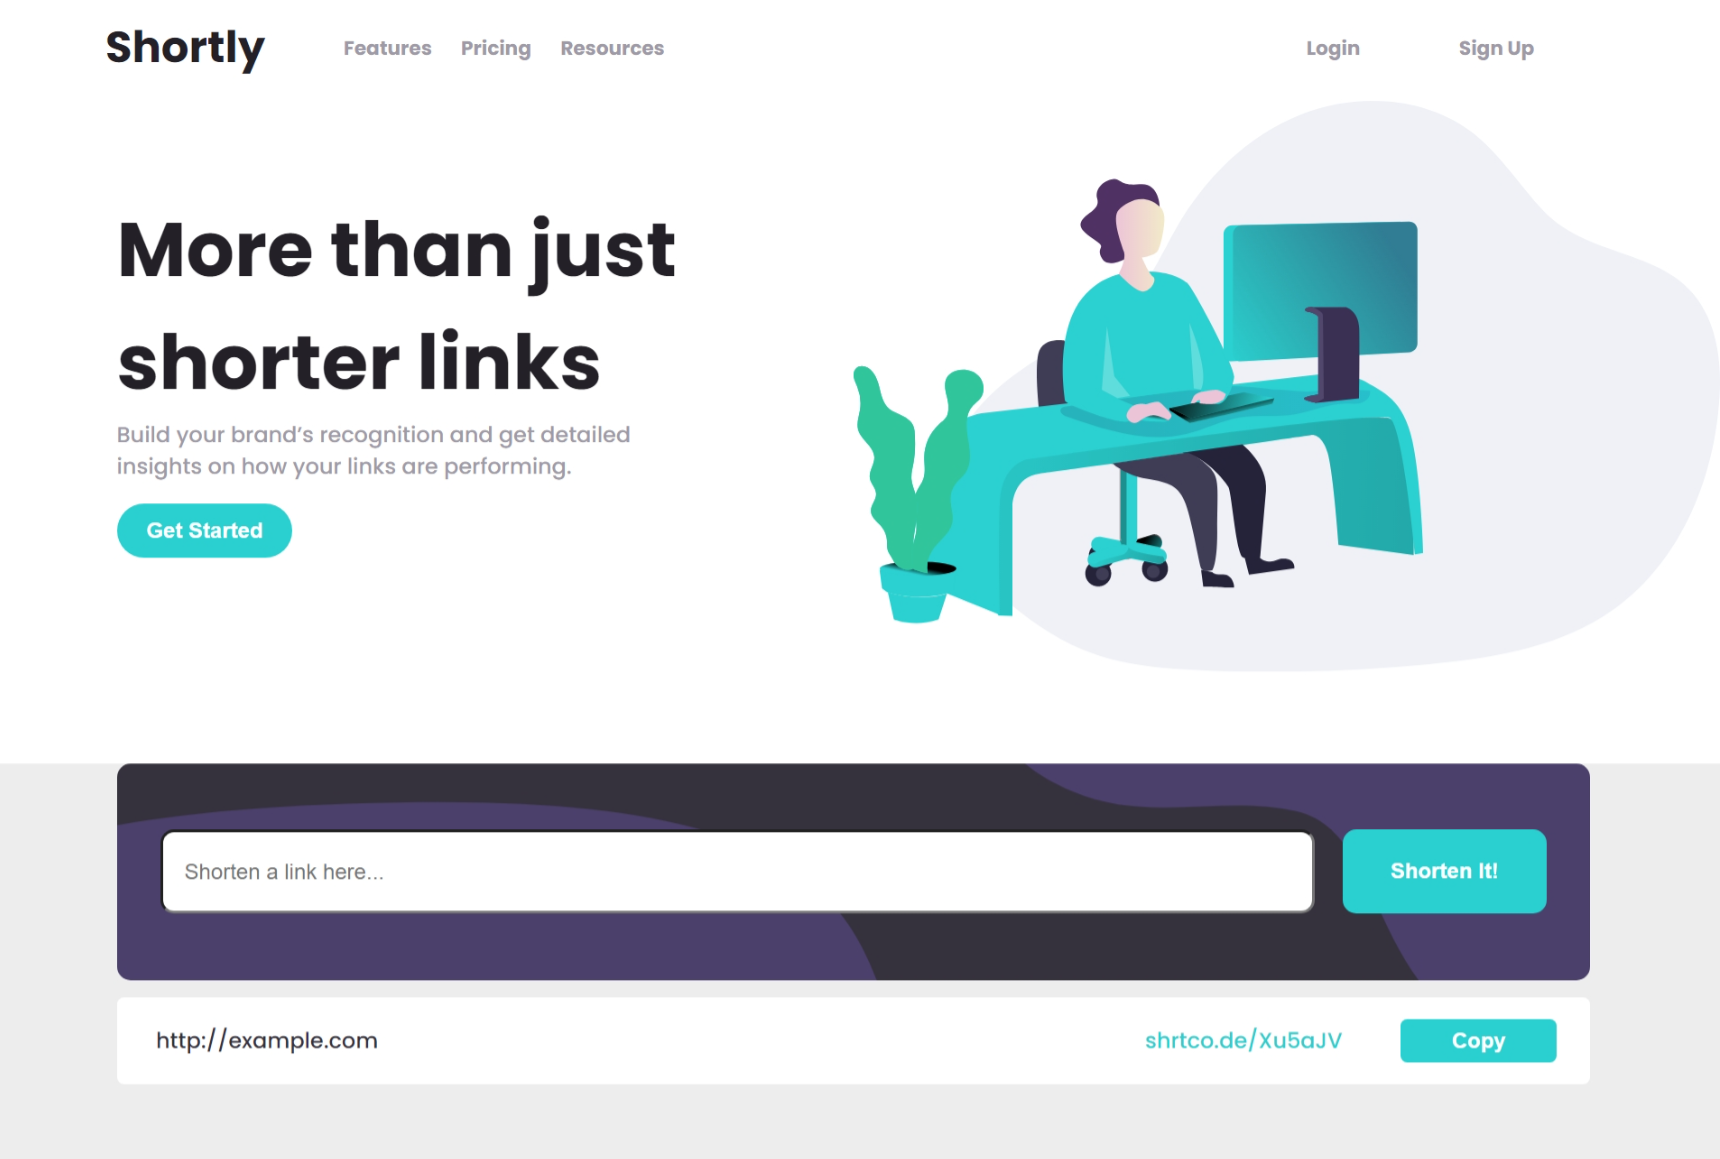 Shortly
Features
Pricing
Resources
Login
Sign Up
More than just
shorter links
Build your brand’s recognition and get detailed
insights on how your links are performing.
Get Started
Shorten a link here...
Shorten It!
http://example.com
shrtco.de/Xu5aJV
Copy